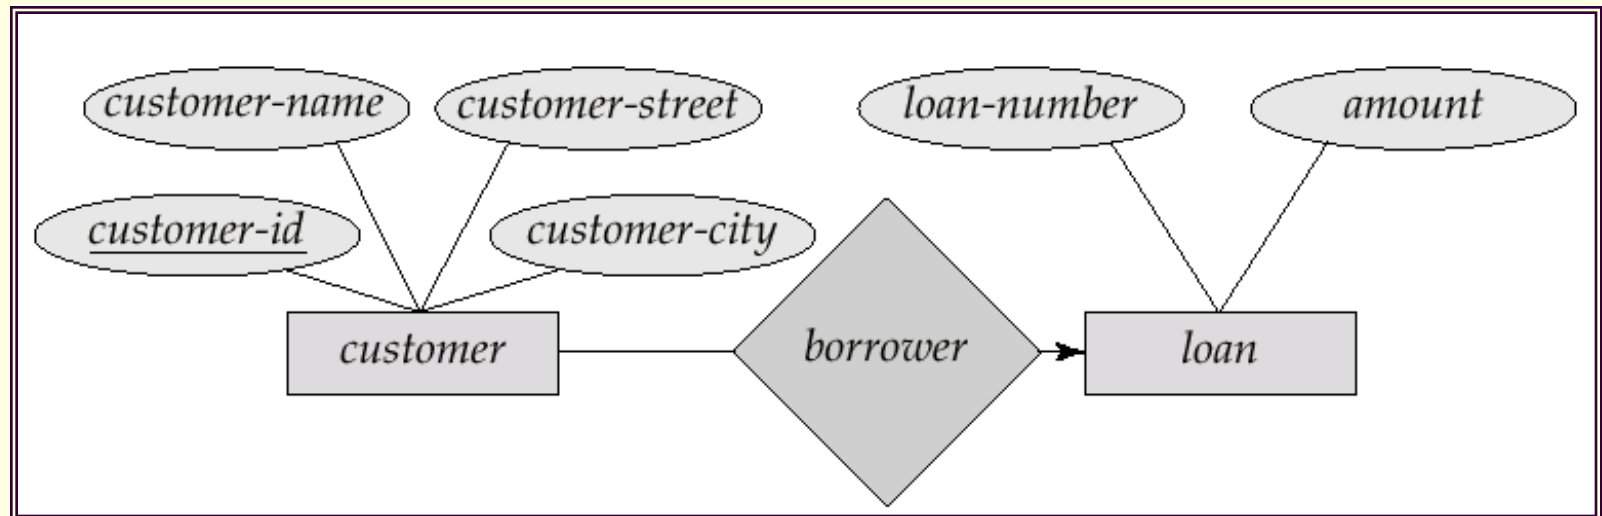 customer-name
customer-street
loan-number
amount
customer-id
customer-city
customer
borrower
loan